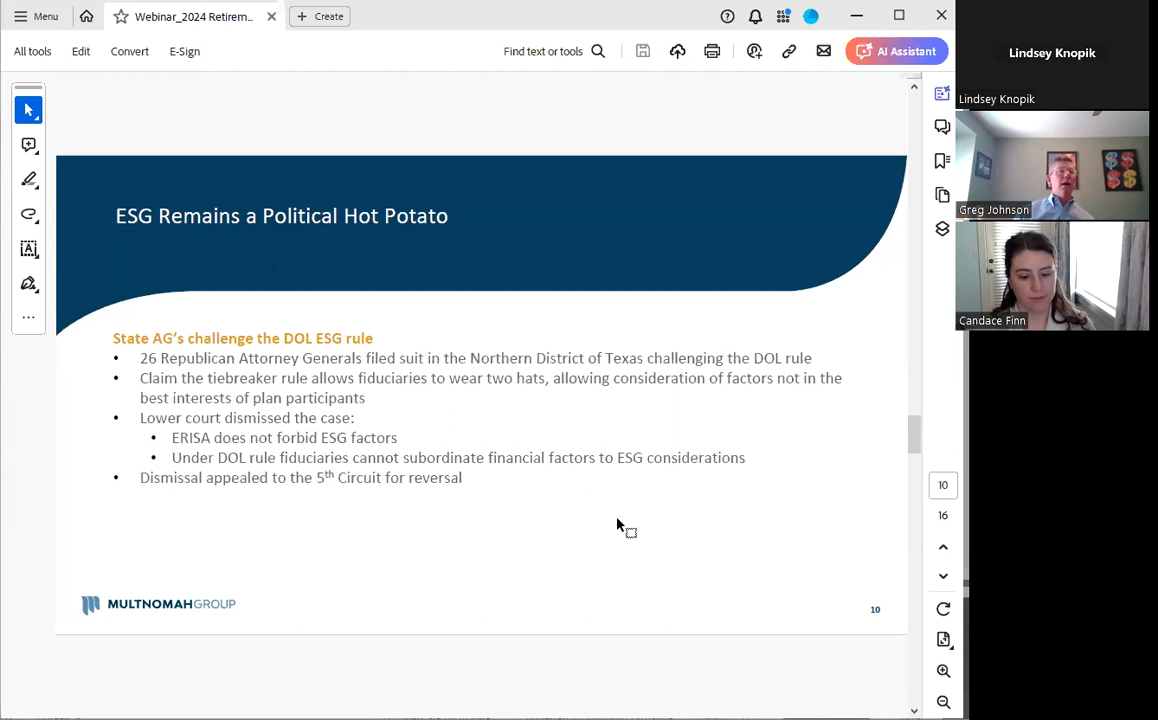 Menu
Webinar_2024 Retirem...
Create
All tools
Edit
Convert
E-Sign
Find text or tools
AI Assistant
Lindsey Knopik
Lindsey Knopik
Greg Johnson
Candace Finn
ESG Remains a Political Hot Potato
State AG's challenge the DOL ESG rule
• 26 Republican Attorney Generals filed suit in the Northern District of Texas challenging the DOL rule
• Claim the tiebreaker rule allows fiduciaries to wear two hats, allowing consideration of factors not in the
best interests of plan participants
• Lower court dismissed the case:
• ERISA does not forbid ESG factors
• Under DOL rule fiduciaries cannot subordinate financial factors to ESG considerations
• Dismissal appealed to the 5th Circuit for reversal
MULTNOMAHGROUP
10
10
16